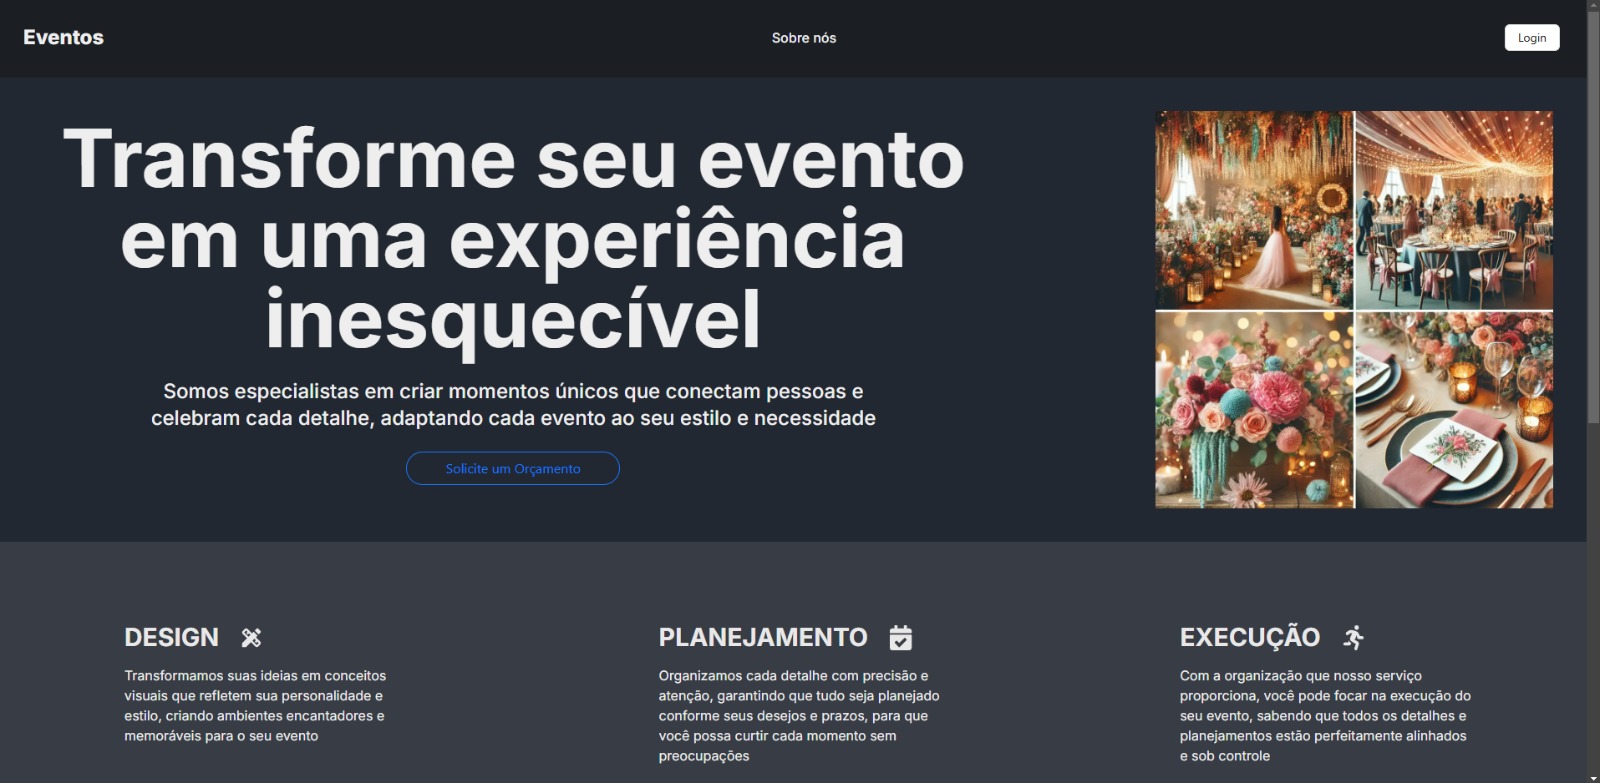 Eventos
Sobre nós
Login
Transforme seu evento
em uma experiência
inesquecível
Somos especialistas em criar momentos únicos que conectam pessoas e
celebram cada detalhe, adaptando cada evento ao seu estilo e necessidade
Solicite um Orçamento
DESIGN
Transformamos suas ideias em conceitos
visuais que refletem sua personalidade e
estilo, criando ambientes encantadores e
memoráveis para o seu evento
PLANEJAMENTO
Organizamos cada detalhe com precisão e
atenção, garantindo que tudo seja planejado
conforme seus desejos e prazos, para que
você possa curtir cada momento sem
preocupações
EXECUÇÃO
Com a organização que nosso serviço
proporciona, você pode focar na execução do
seu evento, sabendo que todos os detalhes e
planejamentos estão perfeitamente alinhados
e sob controle